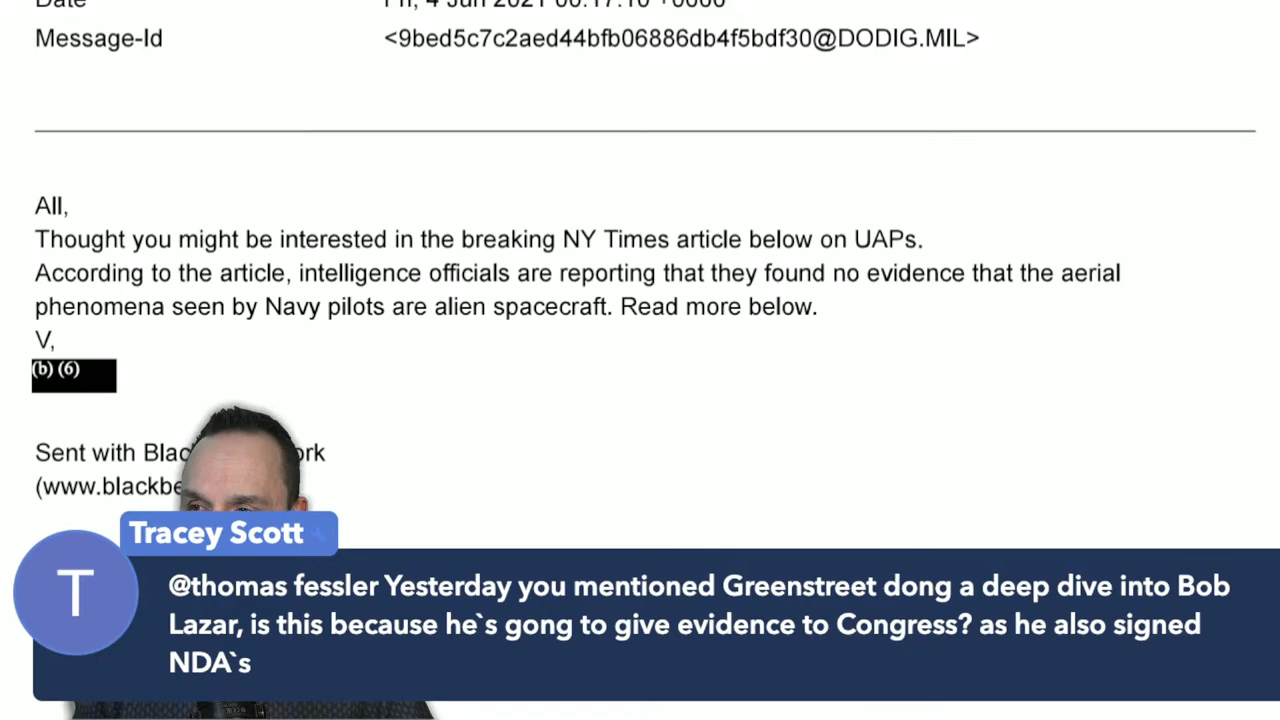 Message-Id <9bed5c7c2aed44bfb06886db4f5bdf30@DODIG.MIL>
All,
Thought you might be interested in the breaking NY Times article below on UAPs.
According to the article, intelligence officials are reporting that they found no evidence that the aerial
phenomena seen by Navy pilots are alien spacecraft. Read more below.
V,
(b) (6)
Sent with
(www.
Tracey Scott
T
@thomas fessler Yesterday you mentioned Greenstreet dong a deep dive into Bob
Lazar, is this because he`s gong to give evidence to Congress? as he also signed
NDA`s